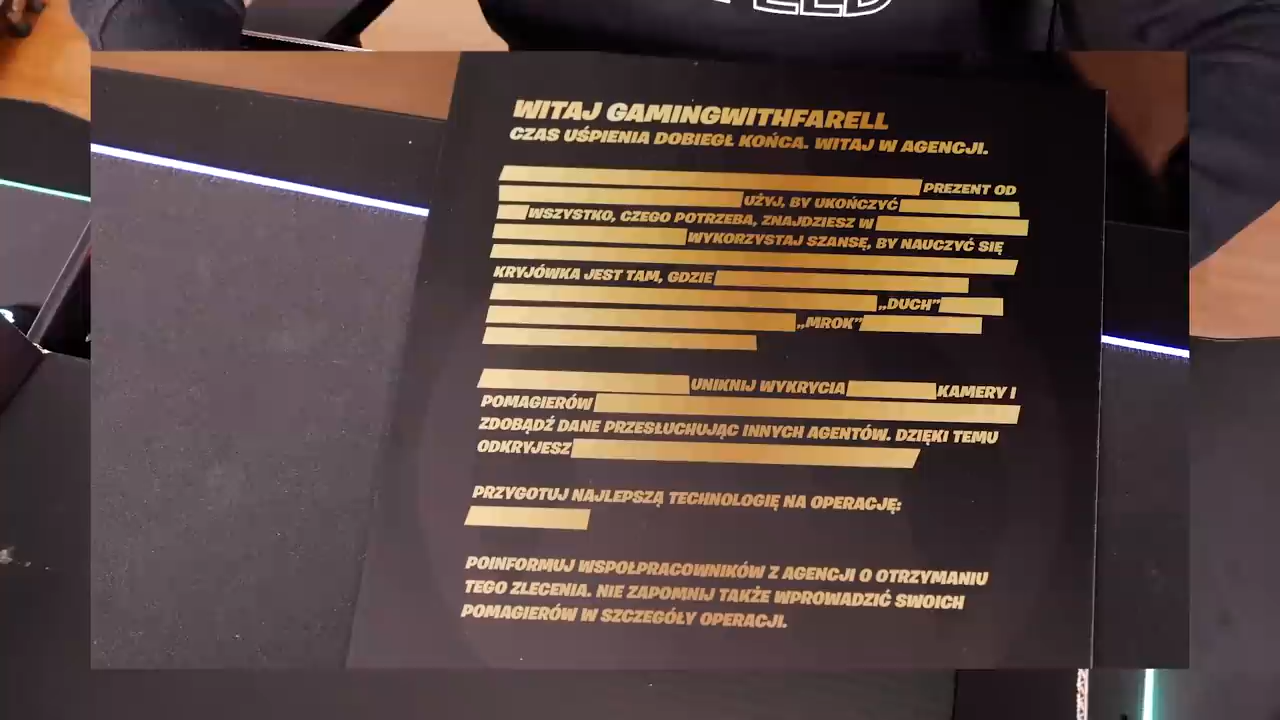 WITAJ GAMINGWITHFARELL
CZAS UŚPIENIA DOBIEGŁ KOŃCA. WITAJ W AGENCJI.
PREZENT OD
UŻYJ, BY UKOŃCZYĆ
WSZYSTKO, CZEGO POTRZEBA, ZNAJDZIESZ W
WYKORZYSTAJ SZANSĘ, BY NAUCZYĆ SIĘ
KRYJÓWKA JEST TAM, GDZIE
„DUCH”
„MROK”
UNIKNIJ WYKRYCIA KAMERY I
POMAGIERÓW
ZDOBĄDŹ DANE PRZESŁUCHUJĄC INNYCH AGENTÓW. DZIĘKI TEMU
ODKRYJESZ
PRZYGOTUJ NAJLEPSZĄ TECHNOLOGIĘ NA OPERACJĘ:
POINFORMUJ WSPÓŁPRACOWNIKÓW Z AGENCJI O OTRZYMANIU
TEGO ZLECENIA. NIE ZAPOMNIJ TAKŻE WPROWADZIĆ SWOICH
POMAGIERÓW W SZCZEGÓŁY OPERACJI.